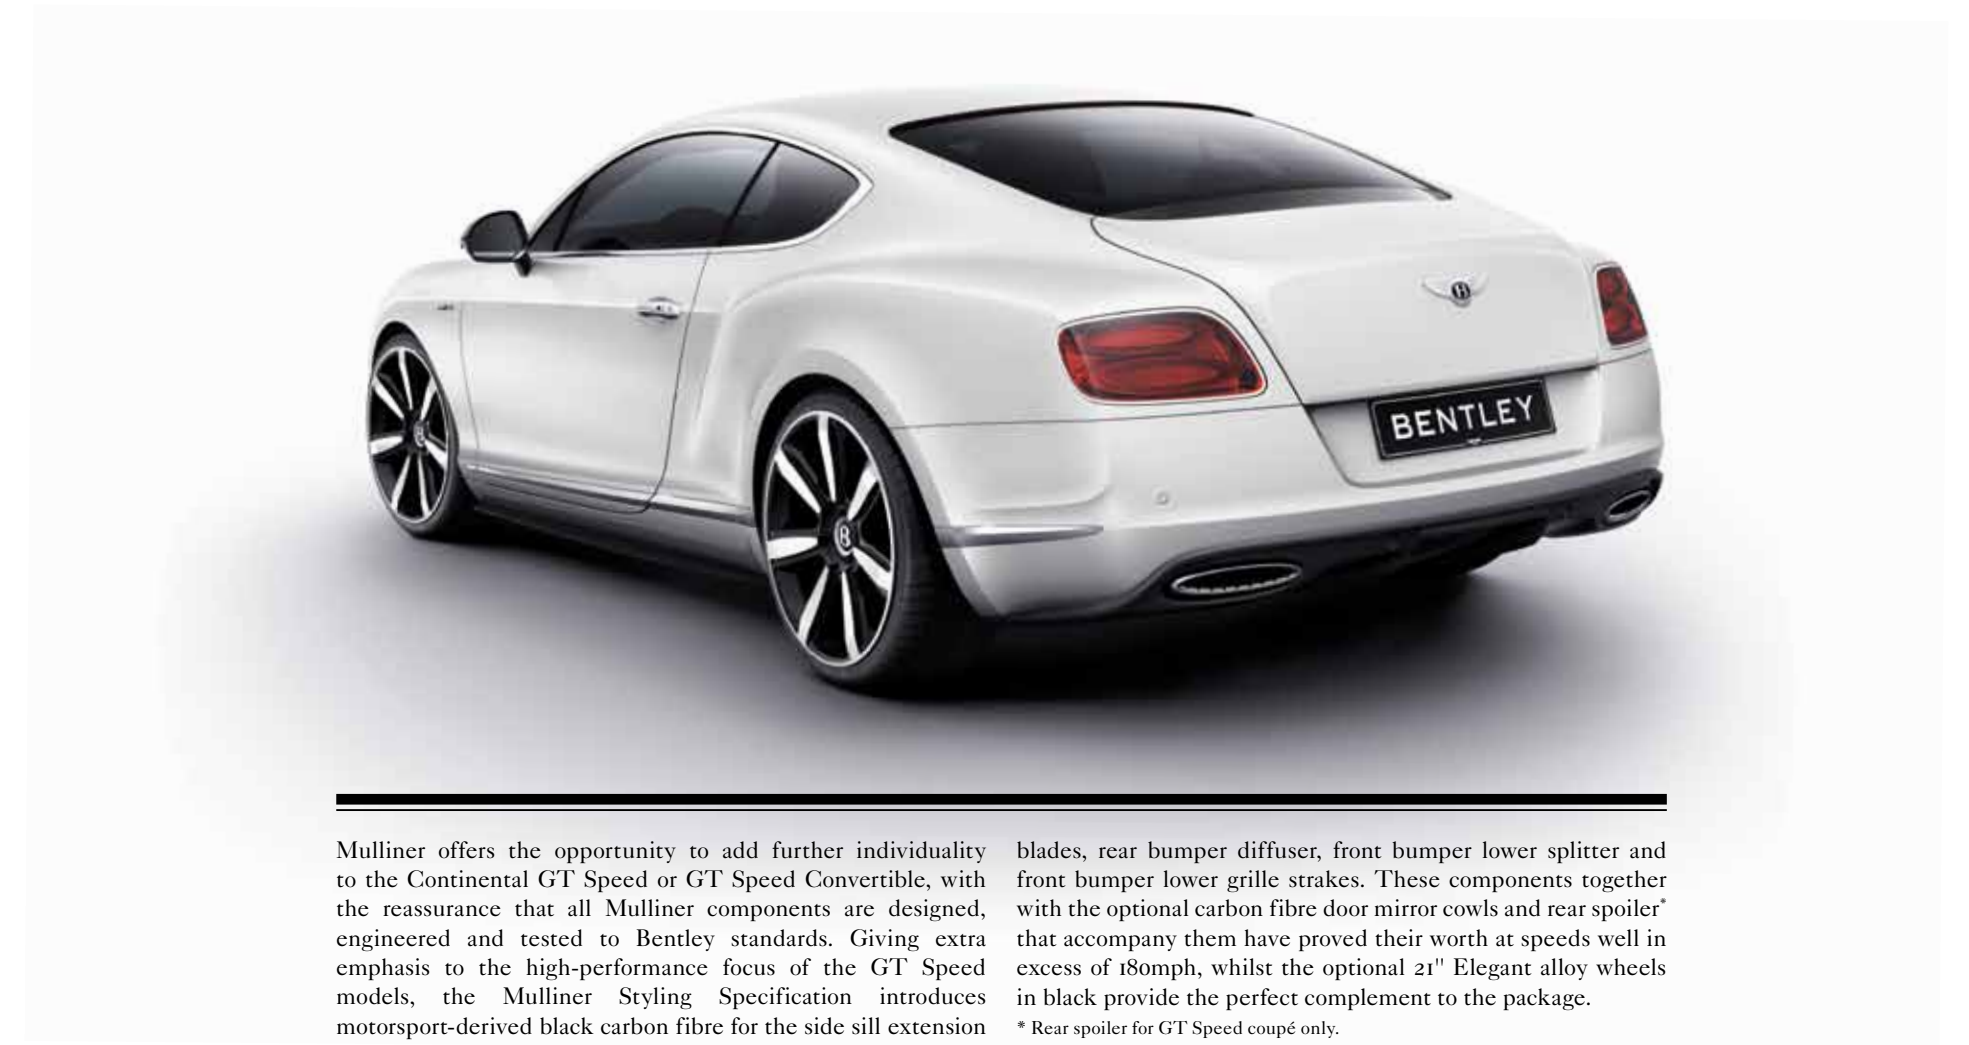 BENTLEY
Mulliner offers the opportunity to add further individuality
to the Continental GT Speed or GT Speed Convertible, with
the reassurance that all Mulliner components are designed,
engineered and tested to Bentley standards. Giving extra
emphasis to the high-performance focus of the GT Speed
models, the Mulliner Styling Specification introduces
motorsport-derived black carbon fibre for the side sill extension
blades, rear bumper diffuser, front bumper lower splitter and
front bumper lower grille strakes. These components together
with the optional carbon fibre door mirror cowls and rear spoiler*
that accompany them have proved their worth at speeds well in
excess of 180mph, whilst the optional 21" Elegant alloy wheels
in black provide the perfect complement to the package.
* Rear spoiler for GT Speed coupé only.